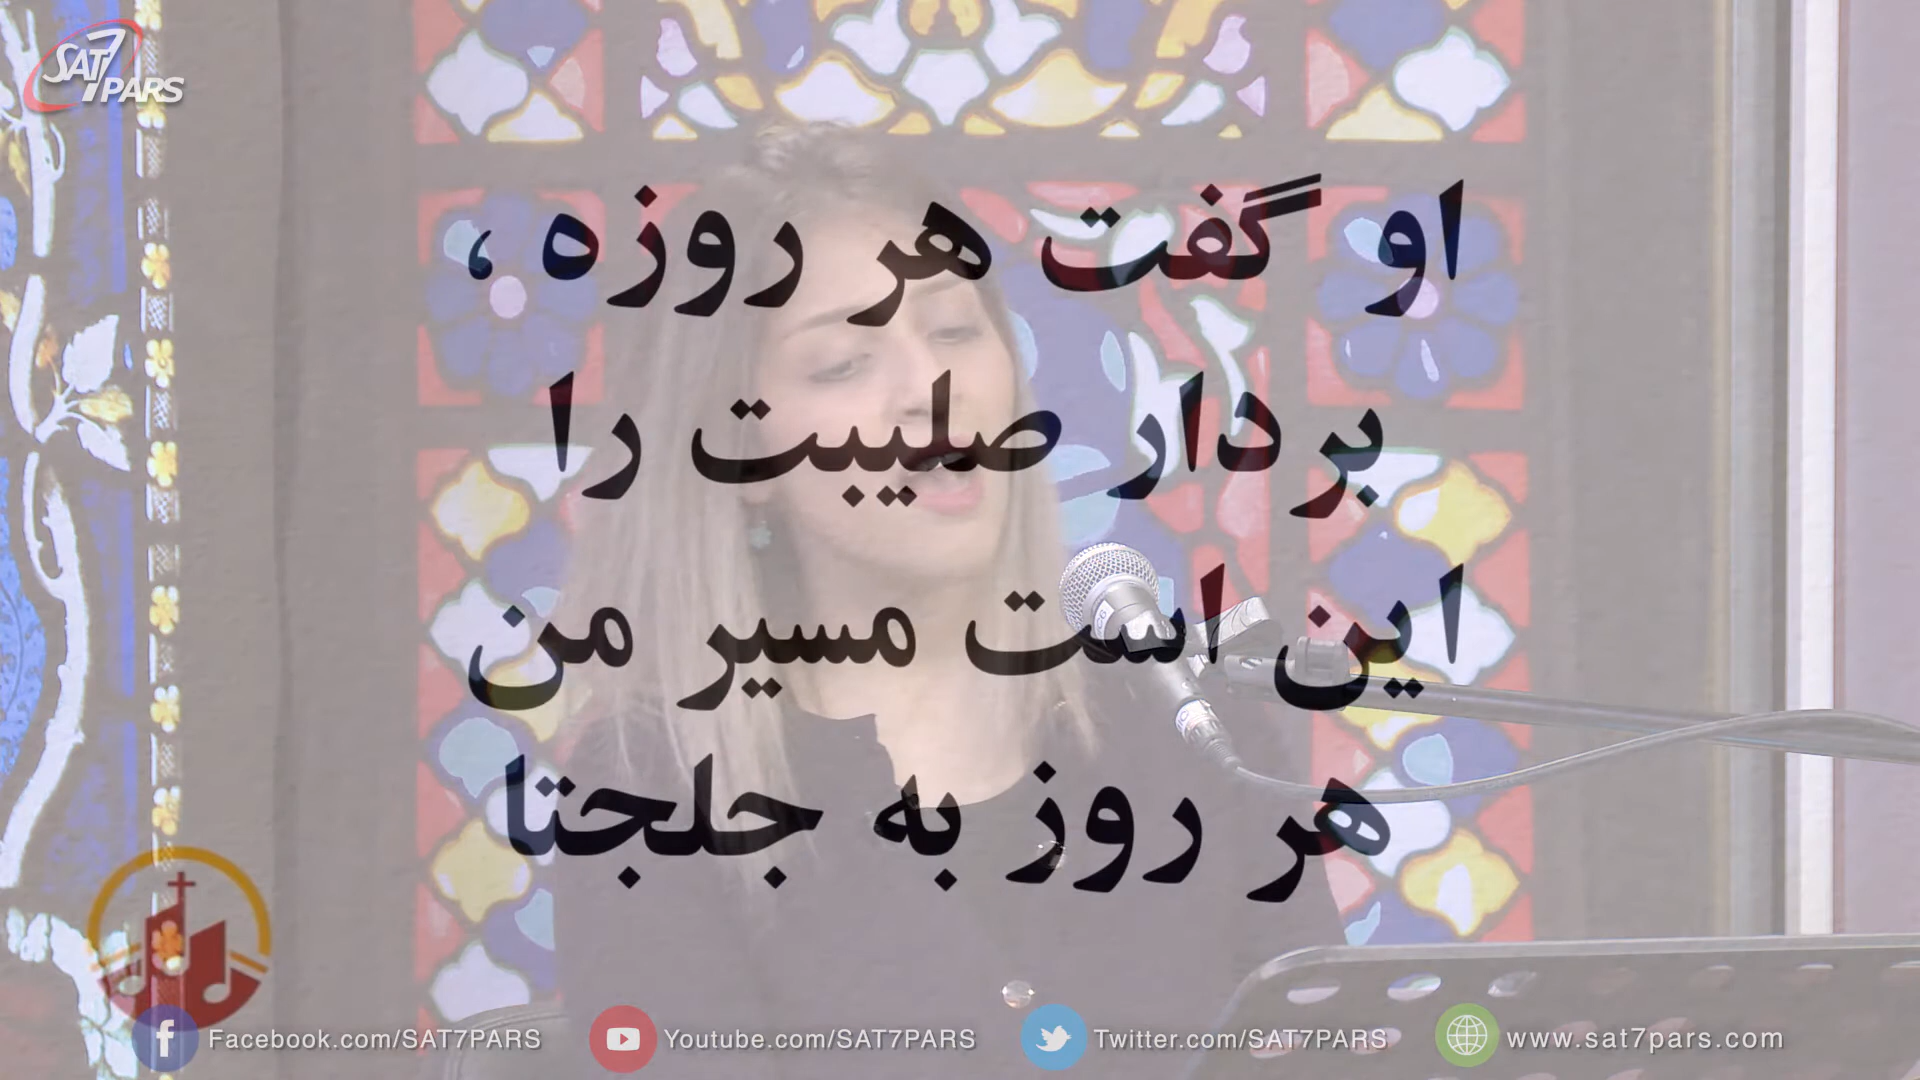 SAT7PARS
او گفت هر روزه ،
بردار صلیبت را
این است مسیر من
هر روز به جلجتا
Facebook.com/SAT7PARS Youtube.com/SAT7PARS Twitter.com/SAT7PARS www.sat7pars.com